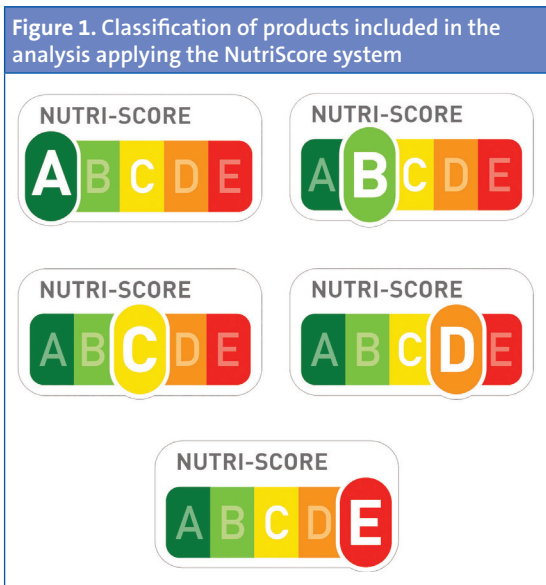 Figure 1. Classification of products included in the
analysis applying the NutriScore system
NUTRI-SCORE
A B C D E
NUTRI-SCORE
A B C D E
NUTRI-SCORE
A B C D E
NUTRI-SCORE
A B C D E
NUTRI-SCORE
A B C D E